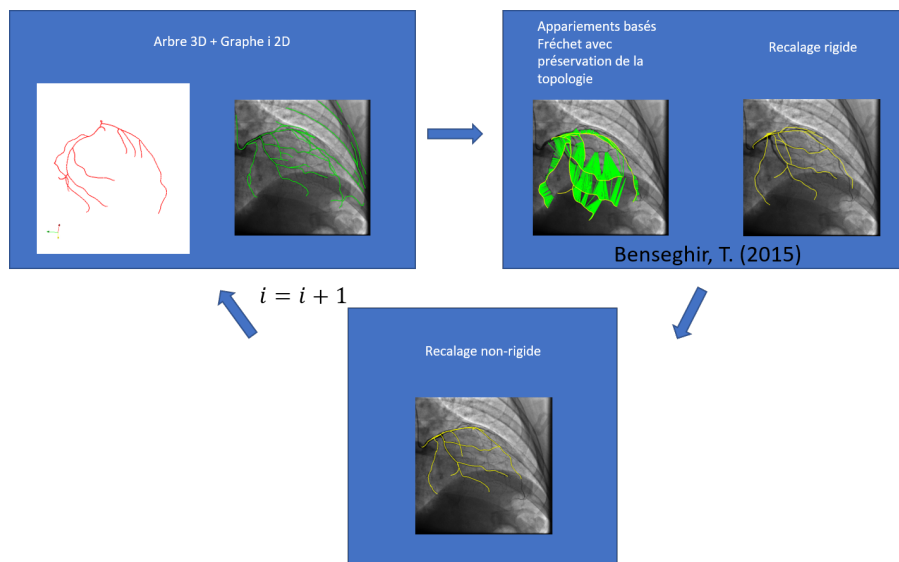 Arbre 3D + Graphe i 2D
Appariements basés
Fréchet avec
préservation de la
topologie
Recalage rigide
Benseghir, T. (2015)
i = i + 1
Recalage non-rigide